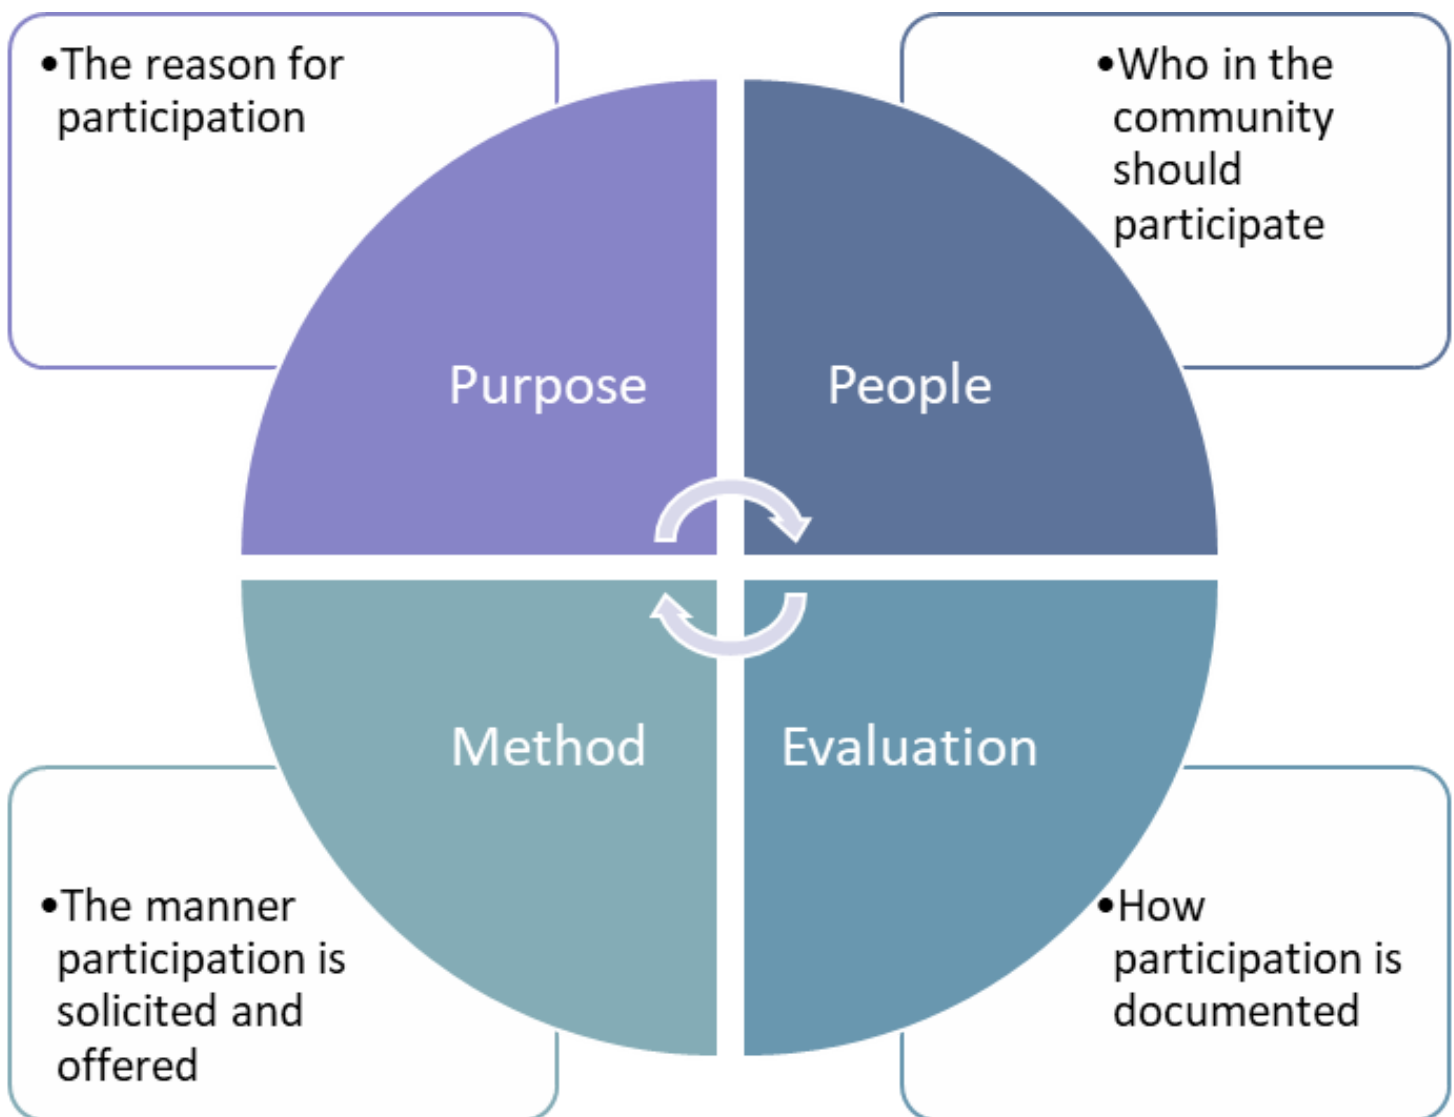 •The reason for
participation
•Who in the
community
should
participate
Purpose
People
Method
Evaluation
•The manner
participation is
solicited and
offered
•How
participation is
documented